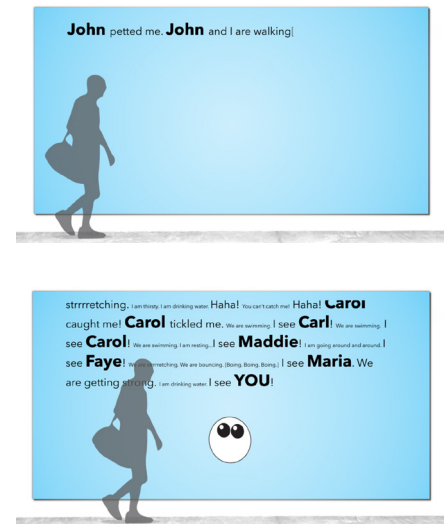 John petted me. John and I are walking
strrrretching. I am thirsty. I am drinking water. Haha! You can't catch me! Haha! Carol
caught me! Carol tickled me. We are swimming. I see Carl! We are swimming. I
see Carol! We are swimming. I am resting. I see Maddie! I am going around and around. I
see Faye! We are strrretching. We are bouncing. [Boing. Boing. Boing.] I see Maria. We
are getting strong. I am drinking water. I see YOU!